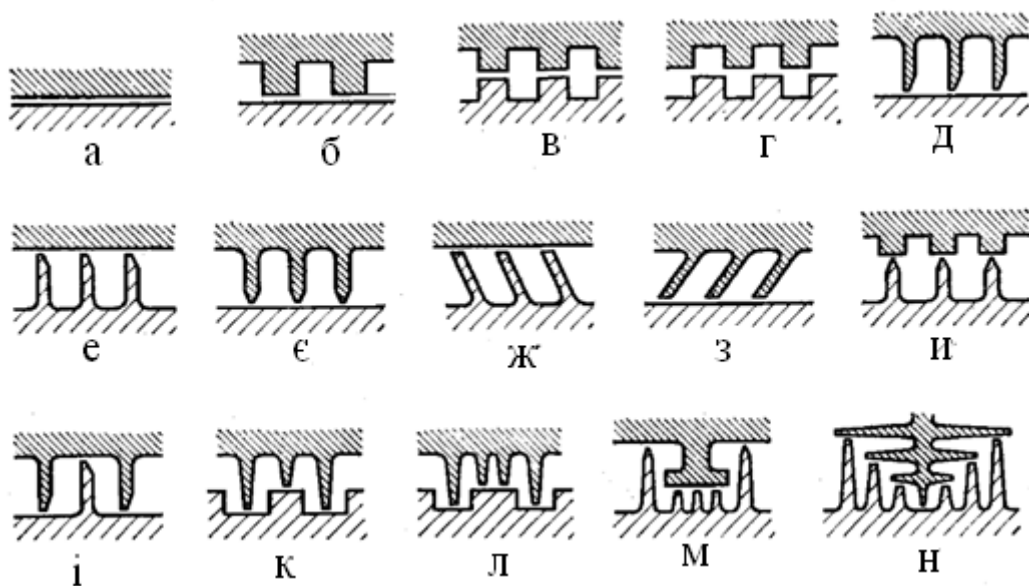 а б в г д
е є ж з и
і к л м н